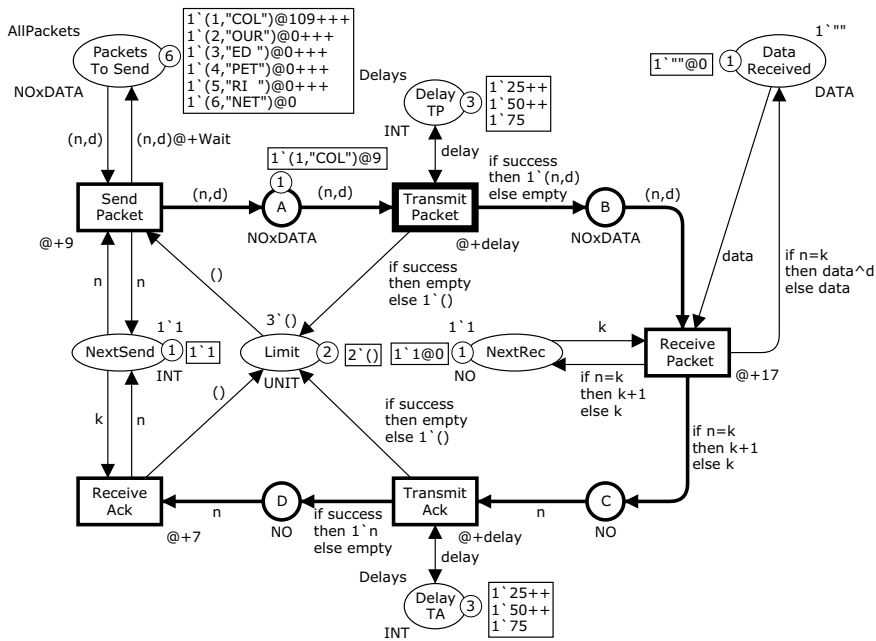 AllPackets
Packets
To Send
6
1`(1,"COL")@109+++
1`(2,"OUR")@0+++
1`(3,"ED ")@0+++
1`(4,"PET")@0+++
1`(5,"RI  ")@0+++
1`(6,"NET")@0
NOxDATA
Delays
Delay
TP
3
1`25++
1`50++
1`75
INT
1`""
1`""@0
1
Data
Received
DATA
(n,d)
(n,d)@+Wait
1`(1,"COL")@9
1
delay
if success
then 1`(n,d)
else empty
Send
Packet
@+9
(n,d)
A
NOxDATA
(n,d)
Transmit
Packet
@+delay
B
NOxDATA
(n,d)
data
if n=k
then data^d
else data
n
n
()
if success
then empty
else 1`()
1`1
NextSend
1
1`1
INT
3`()
Limit
2
2`()
UNIT
1`1
1`1@0
1
NextRec
NO
k
if n=k
then k+1
else k
Receive
Packet
@+17
k
n
()
if success
then empty
else 1`()
if n=k
then k+1
else k
Receive
Ack
@+7
n
D
NO
if success
then 1`n
else empty
Transmit
Ack
@+delay
n
C
NO
delay
Delays
Delay
TA
3
1`25++
1`50++
1`75
INT